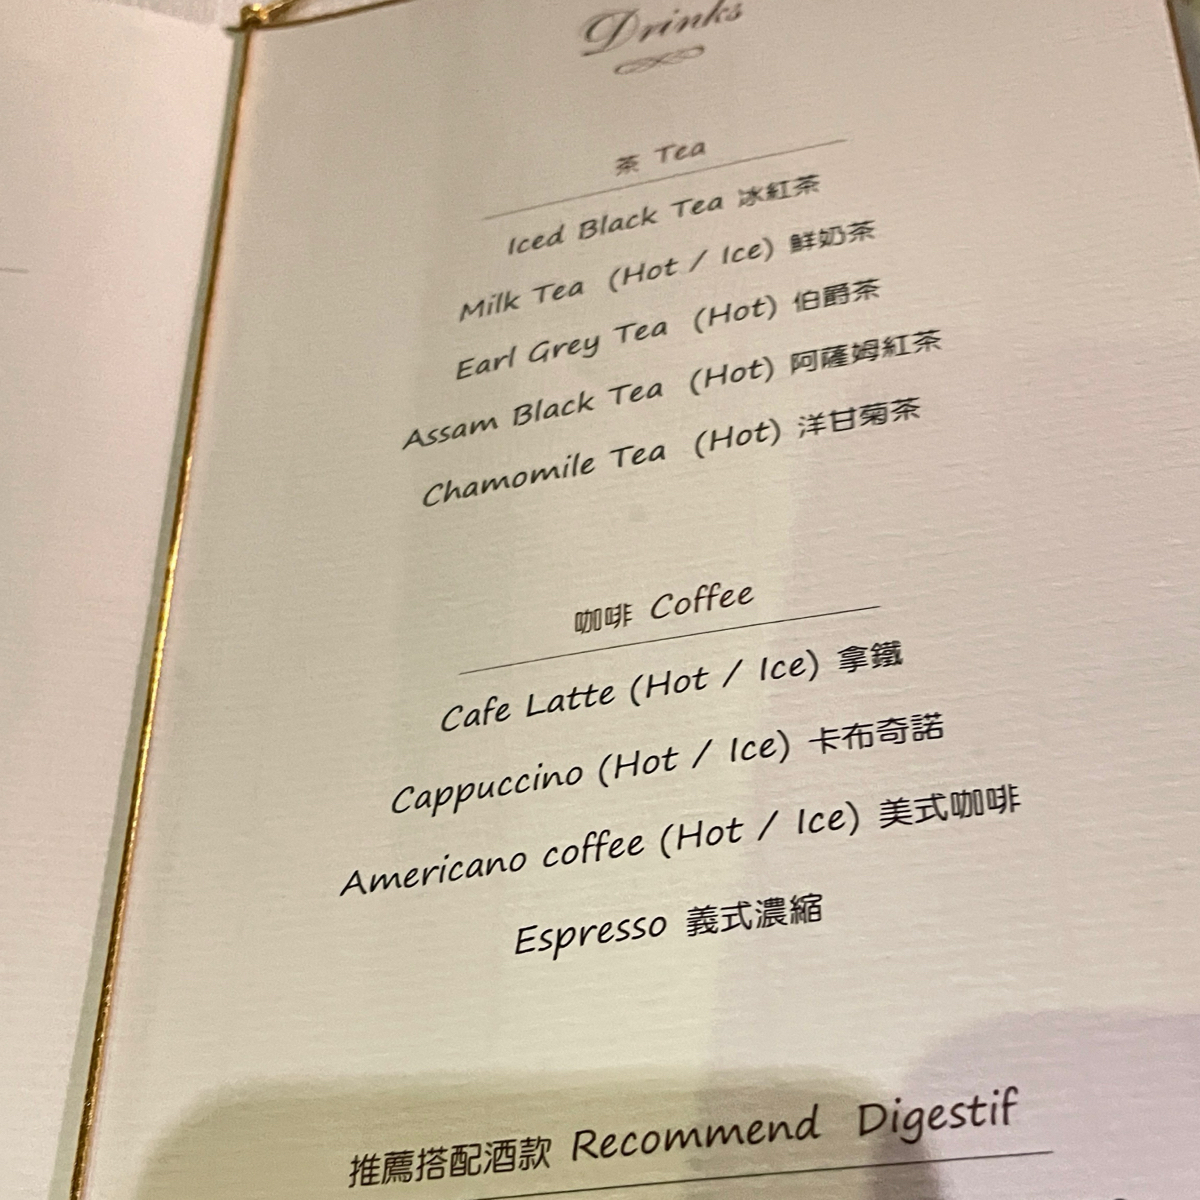 Drinks
茶 Tea
Iced Black Tea 冰紅茶
Milk Tea (Hot / Ice) 鮮奶茶
Earl Grey Tea (Hot) 伯爵茶
Assam Black Tea (Hot) 阿薩姆紅茶
Chamomile Tea (Hot) 洋甘菊茶
咖啡 Coffee
Cafe Latte (Hot / Ice) 拿鐵
Cappuccino (Hot / Ice) 卡布奇諾
Americano coffee (Hot / Ice) 美式咖啡
Espresso 義式濃縮
推薦搭配酒款 Recommend Digestif